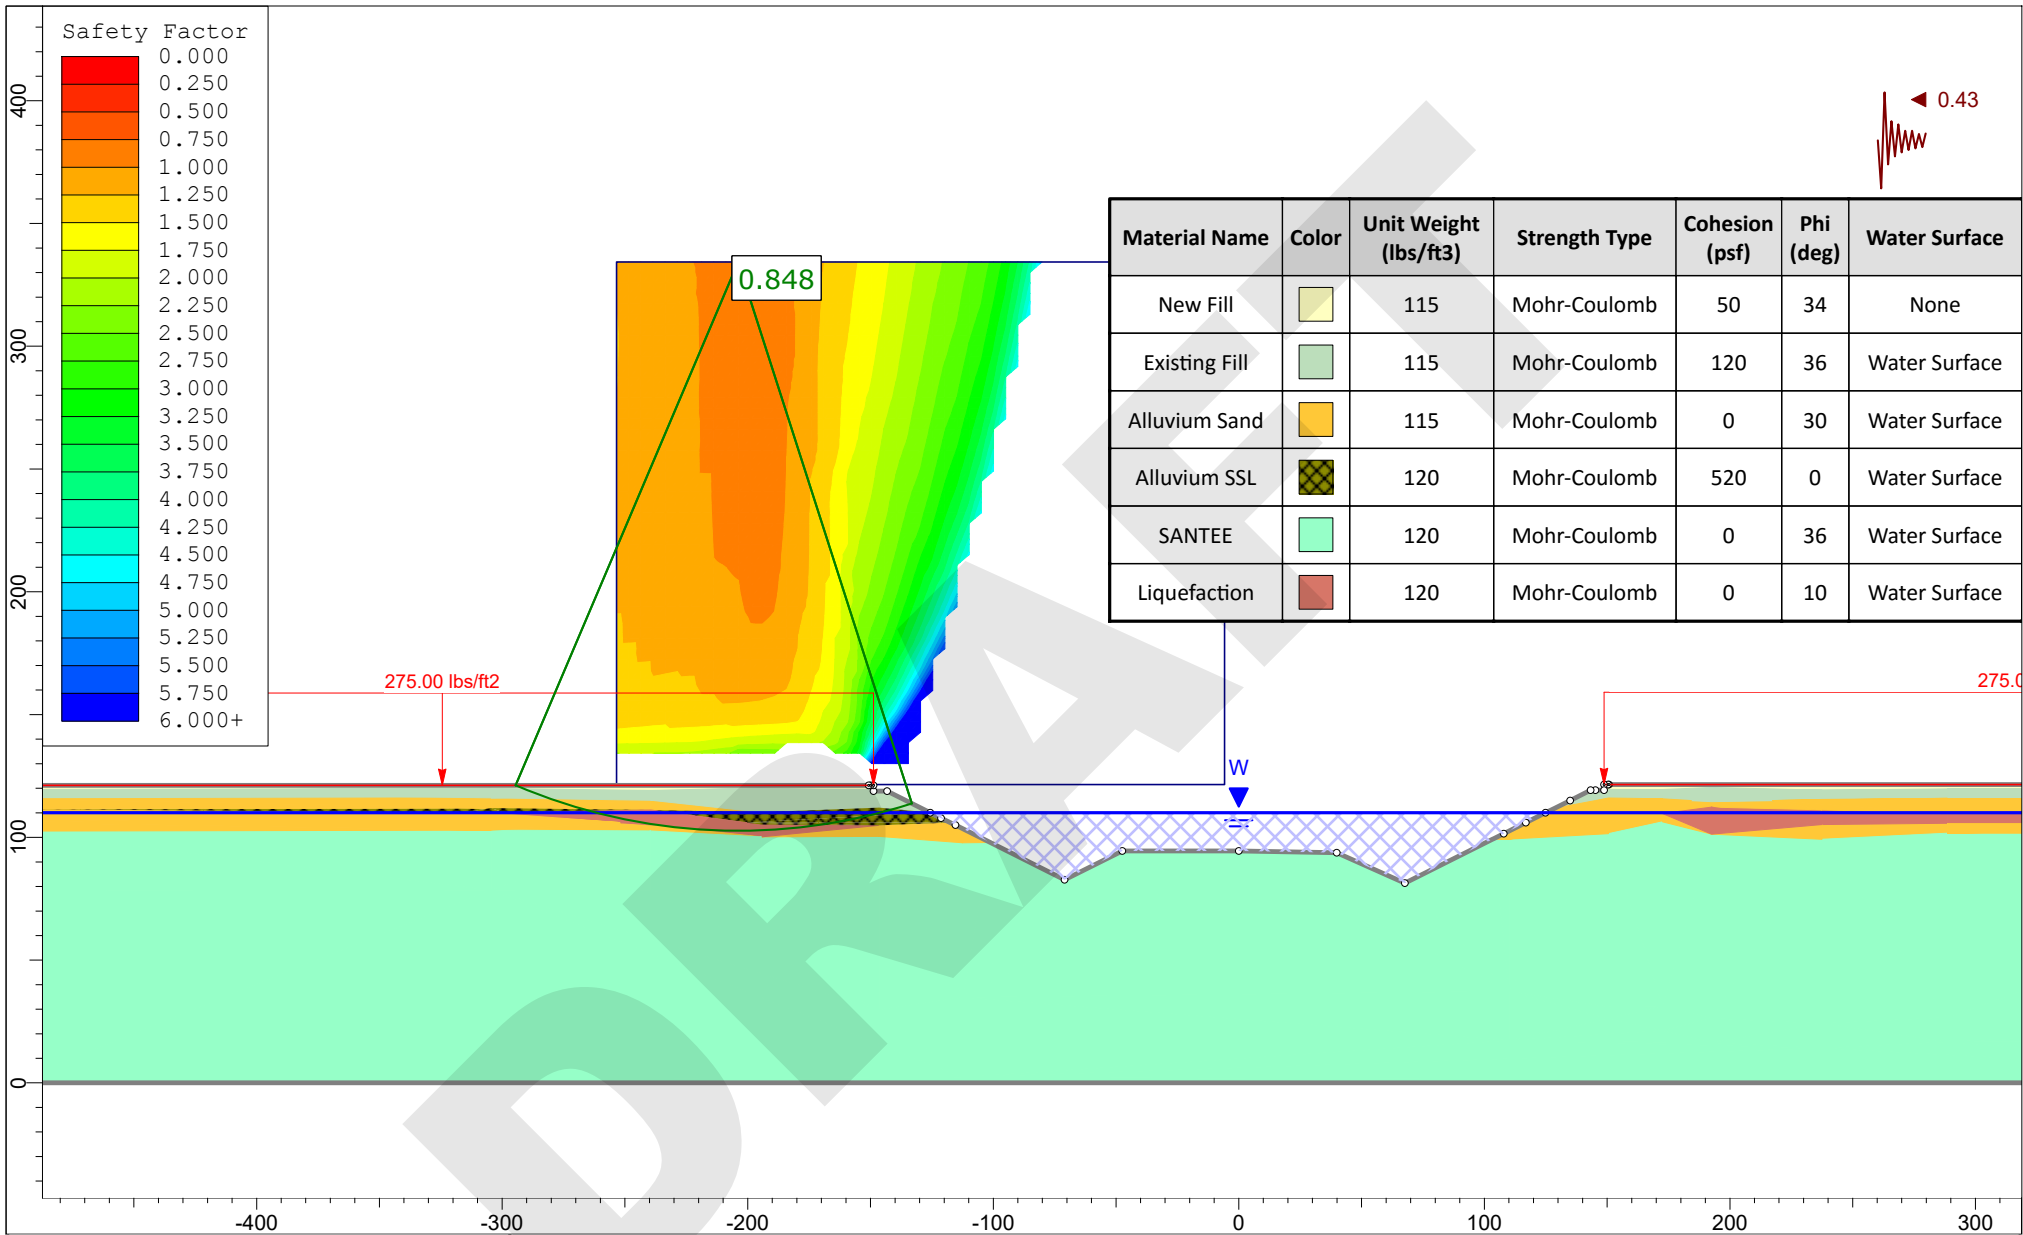 Safety Factor
0.000
0.250
0.500
0.750
1.000
1.250
1.500
1.750
2.000
2.250
2.500
2.750
3.000
3.250
3.500
3.750
4.000
4.250
4.500
4.750
5.000
5.250
5.500
5.750
6.000+
0.43
Material Name Color Unit Weight (lbs/ft3) Strength Type Cohesion (psf) Phi (deg) Water Surface
New Fill 115 Mohr-Coulomb 50 34 None
Existing Fill 115 Mohr-Coulomb 120 36 Water Surface
Alluvium Sand 115 Mohr-Coulomb 0 30 Water Surface
Alluvium SSL 120 Mohr-Coulomb 520 0 Water Surface
SANTEE 120 Mohr-Coulomb 0 36 Water Surface
Liquefaction 120 Mohr-Coulomb 0 10 Water Surface
0.848
275.00 lbs/ft2
275.0
W
DRAFT
400
300
200
100
0
-400 -300 -200 -100 0 100 200 300